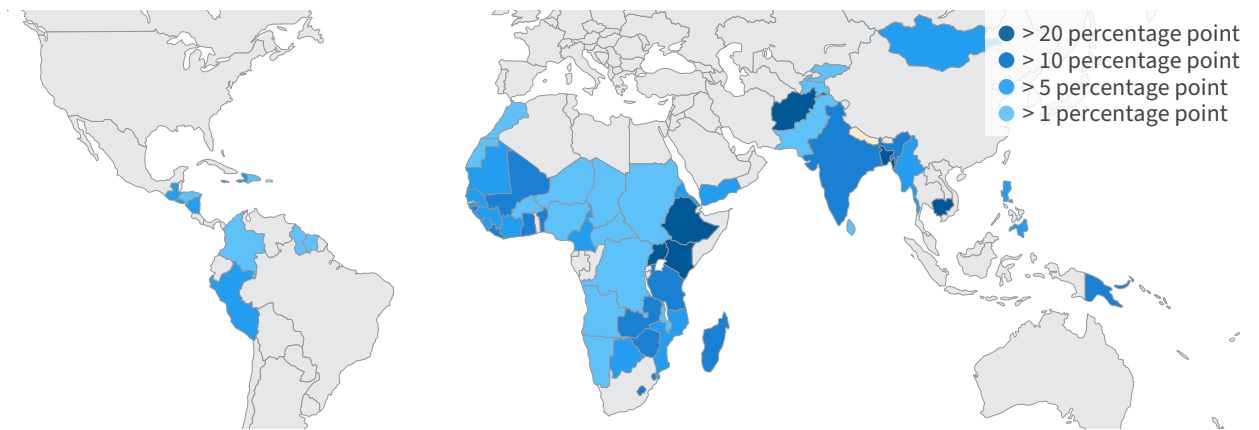 > 20 percentage point
> 10 percentage point
> 5 percentage point
> 1 percentage point